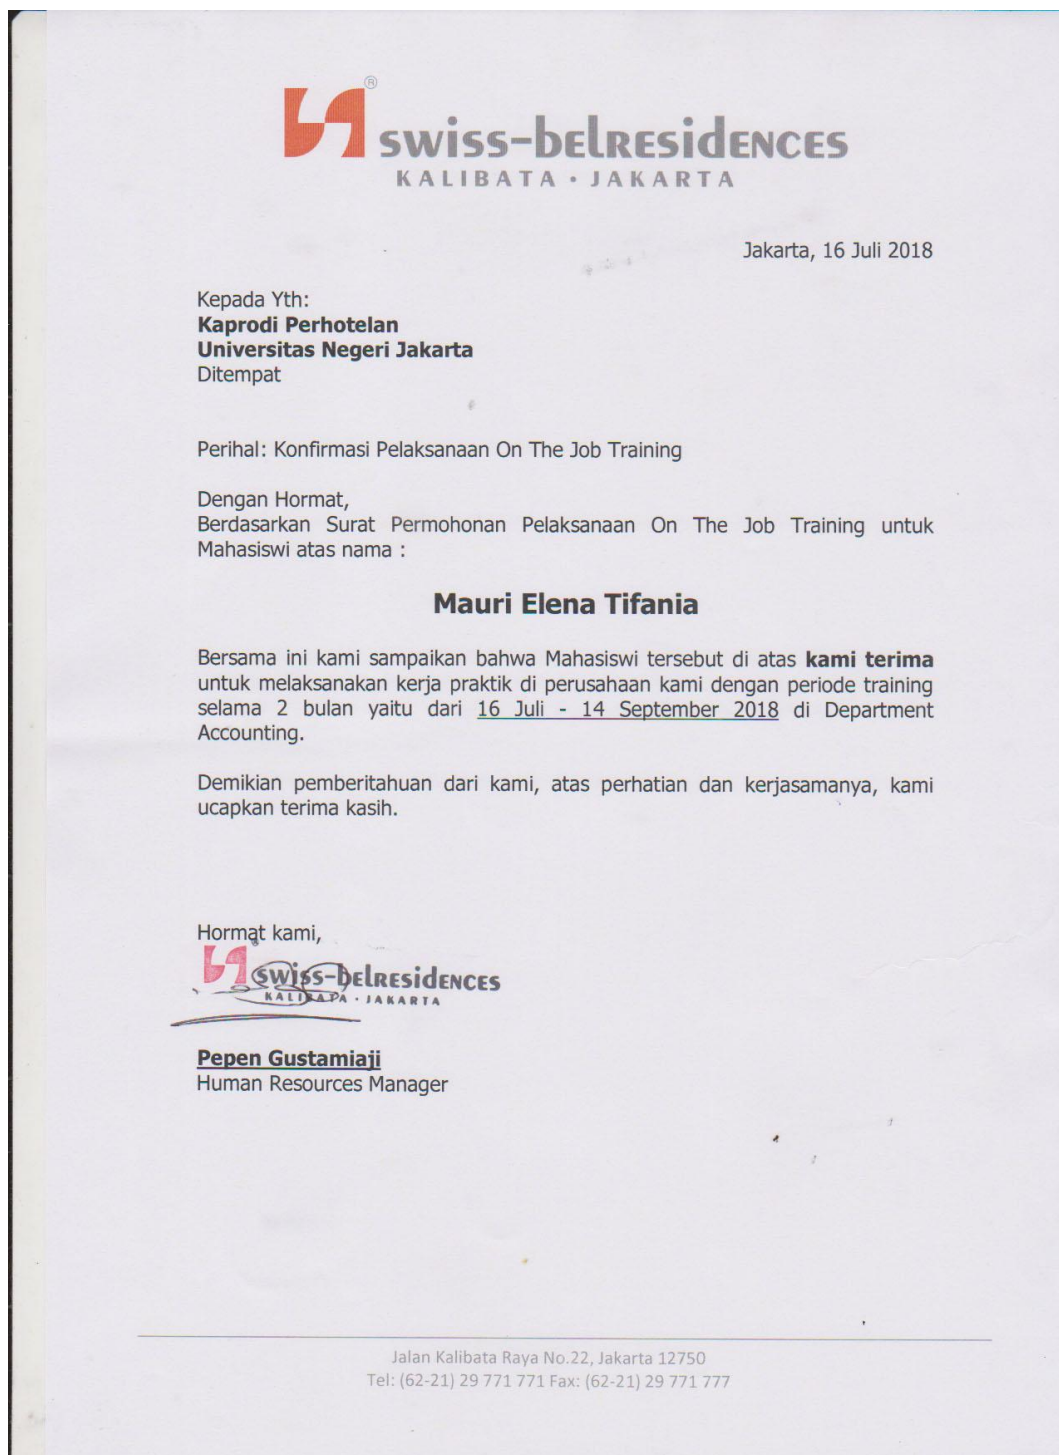 ®
swiss-belresidences
KALIBATA • JAKARTA
Jakarta, 16 Juli 2018
Kepada Yth:
Kaprodi Perhotelan
Universitas Negeri Jakarta
Ditempat
Perihal: Konfirmasi Pelaksanaan On The Job Training
Dengan Hormat,
Berdasarkan Surat Permohonan Pelaksanaan On The Job Training untuk
Mahasiswi atas nama :
Mauri Elena Tifania
Bersama ini kami sampaikan bahwa Mahasiswi tersebut di atas kami terima
untuk melaksanakan kerja praktik di perusahaan kami dengan periode training
selama 2 bulan yaitu dari 16 Juli - 14 September 2018 di Department
Accounting.
Demikian pemberitahuan dari kami, atas perhatian dan kerjasamanya, kami
ucapkan terima kasih.
Hormat kami,
swiss-belresidences
KALIBATA • JAKARTA
Pepen Gustamiaji
Human Resources Manager
Jalan Kalibata Raya No.22, Jakarta 12750
Tel: (62-21) 29 771 771 Fax: (62-21) 29 771 777